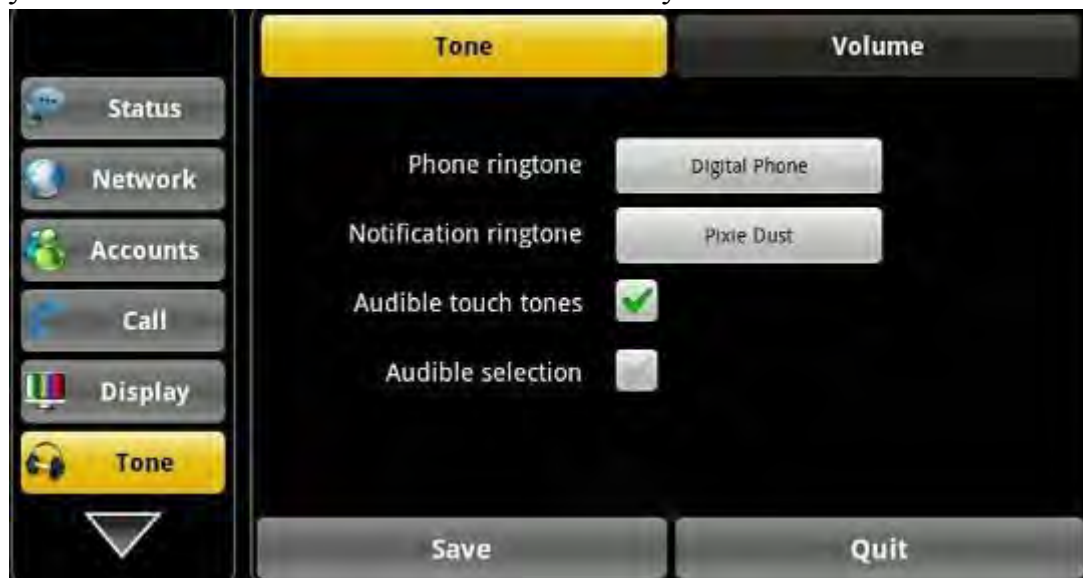 Tone
Volume
Status
Network
Accounts
Call
Display
Tone
Phone ringtone
Digital Phone
Notification ringtone
Pixie Dust
Audible touch tones
Audible selection
Save
Quit